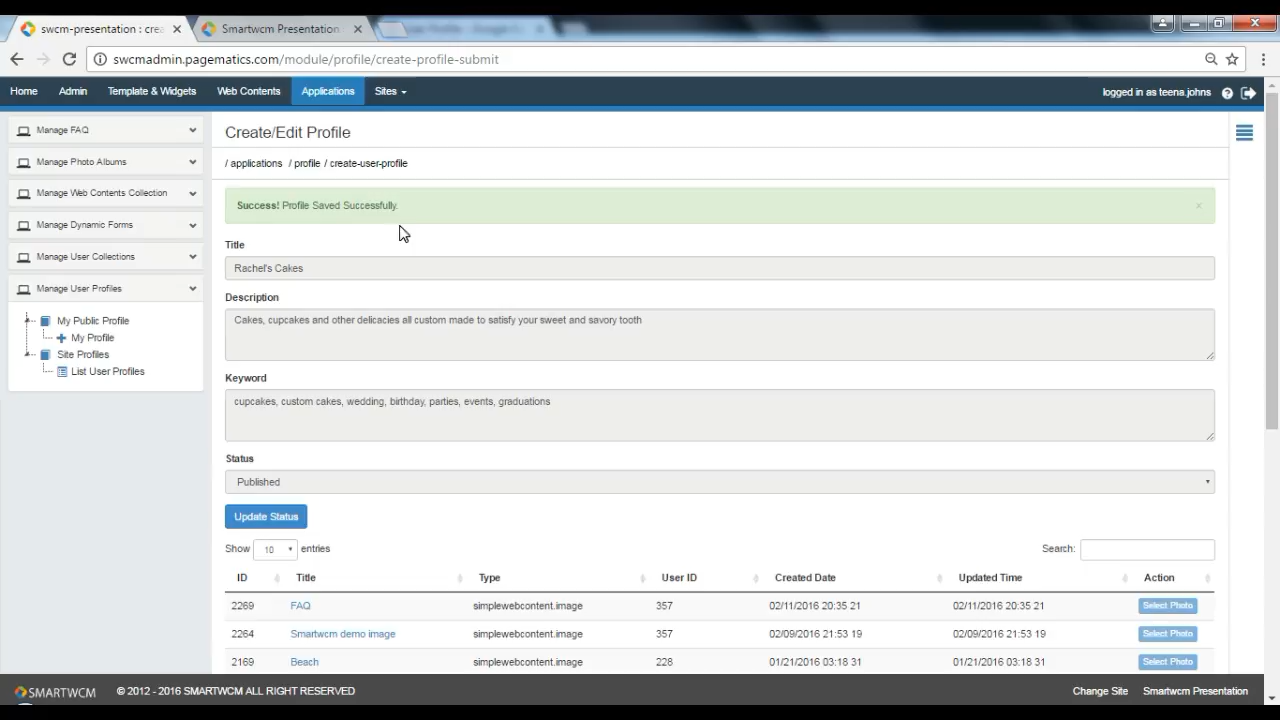 swcm-presentation : crea
Smartwcm Presentation
swcmadmin.pagematics.com/module/profile/create-profile-submit
Home Admin Template & Widgets Web Contents Applications Sites logged in as teena.johns
Manage FAQ
Manage Photo Albums
Manage Web Contents Collection
Manage Dynamic Forms
Manage User Collections
Manage User Profiles
My Public Profile
My Profile
Site Profiles
List User Profiles
Create/Edit Profile
/ applications / profile / create-user-profile
Success! Profile Saved Successfully. ×
Title
Rachel's Cakes
Description
Cakes, cupcakes and other delicacies all custom made to satisfy your sweet and savory tooth
Keyword
cupcakes, custom cakes, wedding, birthday, parties, events, graduations
Status
Published
Update Status
Show 10 entries Search:
ID Title Type User ID Created Date Updated Time Action
2269 FAQ simplewebcontent.image 357 02/11/2016 20:35 21 02/11/2016 20:35 21 Select Photo
2264 Smartwcm demo image simplewebcontent.image 357 02/09/2016 21:53 19 02/09/2016 21:53 19 Select Photo
2169 Beach simplewebcontent.image 228 01/21/2016 03:18 31 01/21/2016 03:18 31 Select Photo
SMARTWCM © 2012 - 2016 SMARTWCM ALL RIGHT RESERVED Change Site Smartwcm Presentation